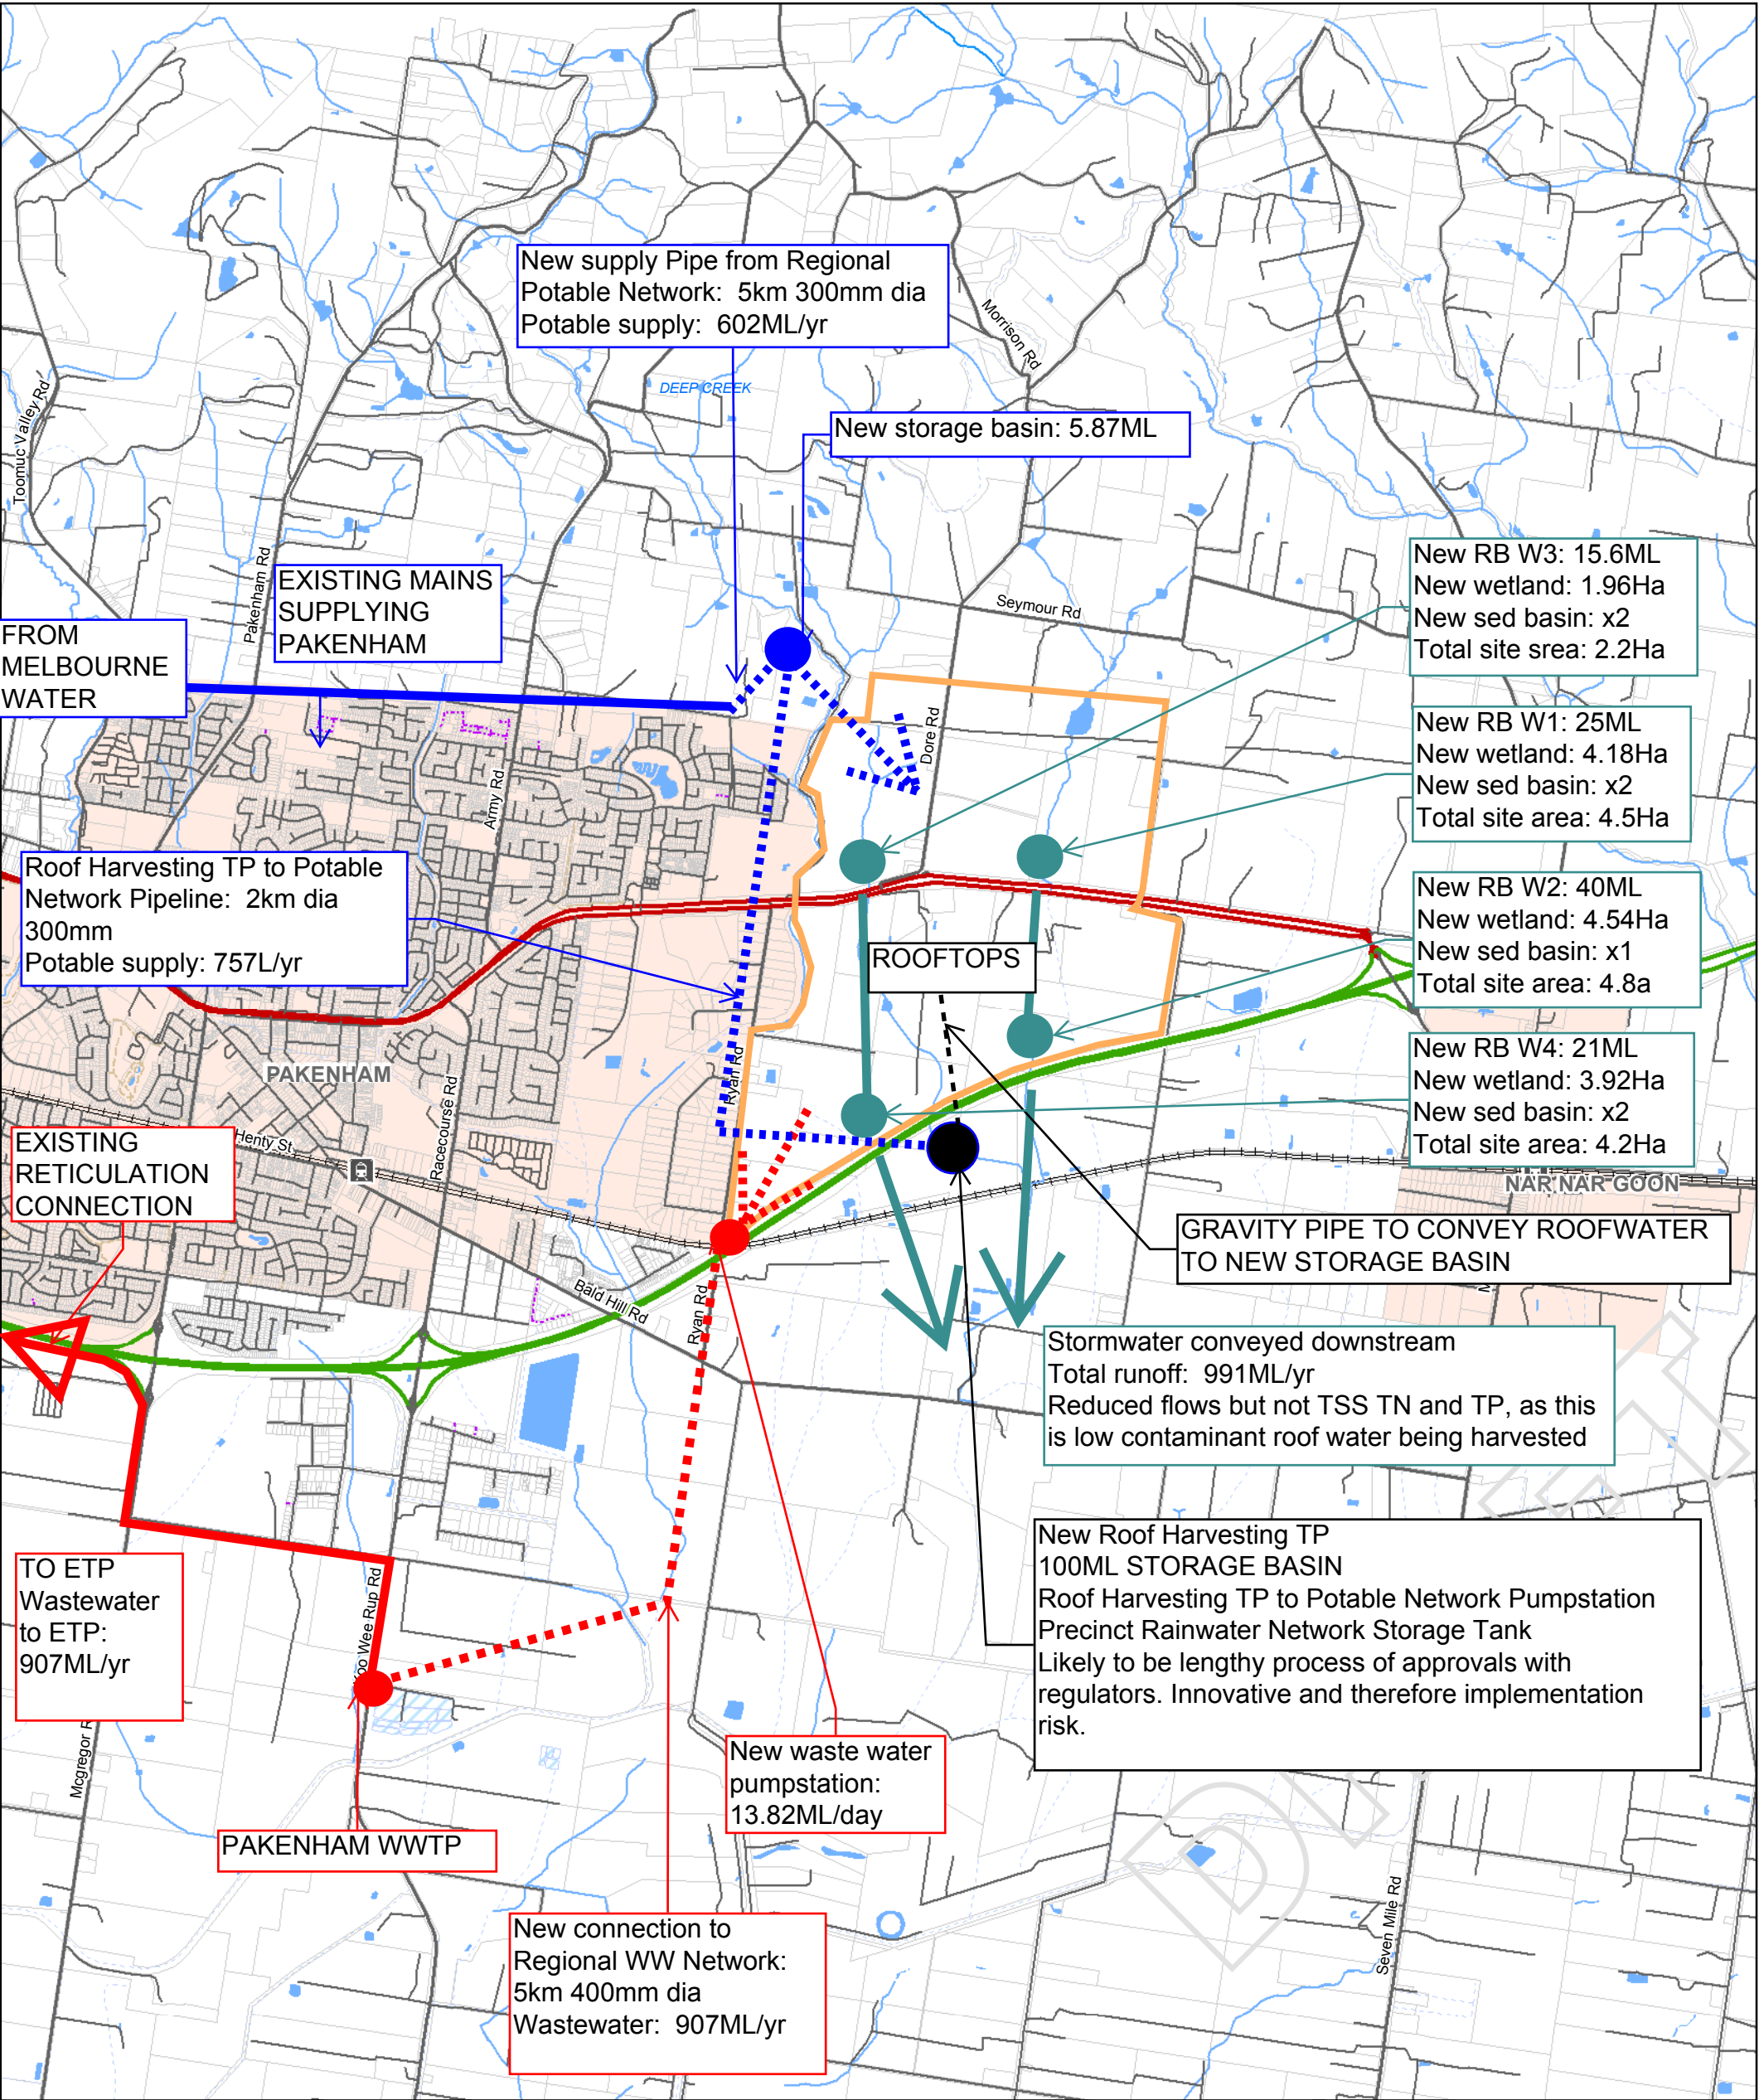 New supply Pipe from Regional
Potable Network: 5km 300mm dia
Potable supply: 602ML/yr
Morrison Rd
DEEP CREEK
Toomuc Valley Rd
New storage basin: 5.87ML
Pakenham Rd
EXISTING MAINS
SUPPLYING
PAKENHAM
FROM
MELBOURNE
WATER
Seymour Rd
New RB W3: 15.6ML
New wetland: 1.96Ha
New sed basin: x2
Total site srea: 2.2Ha
Dore Rd
New RB W1: 25ML
New wetland: 4.18Ha
New sed basin: x2
Total site area: 4.5Ha
Army Rd
Roof Harvesting TP to Potable
Network Pipeline: 2km dia
300mm
Potable supply: 757L/yr
New RB W2: 40ML
New wetland: 4.54Ha
New sed basin: x1
Total site area: 4.8a
ROOFTOPS
PAKENHAM
Racecourse Rd
Ryan Rd
New RB W4: 21ML
New wetland: 3.92Ha
New sed basin: x2
Total site area: 4.2Ha
Henty St
EXISTING
RETICULATION
CONNECTION
NAR NAR GOON
GRAVITY PIPE TO CONVEY ROOFWATER
TO NEW STORAGE BASIN
Bald Hill Rd
Ryan Rd
Stormwater conveyed downstream
Total runoff: 991ML/yr
Reduced flows but not TSS TN and TP, as this
is low contaminant roof water being harvested
New Roof Harvesting TP
100ML STORAGE BASIN
Roof Harvesting TP to Potable Network Pumpstation
Precinct Rainwater Network Storage Tank
Likely to be lengthy process of approvals with
regulators. Innovative and therefore implementation
risk.
TO ETP
Wastewater
to ETP:
907ML/yr
Koo Wee Rup Rd
Mcgregor R
New waste water
pumpstation:
13.82ML/day
PAKENHAM WWTP
New connection to
Regional WW Network:
5km 400mm dia
Wastewater: 907ML/yr
Seven Mile Rd